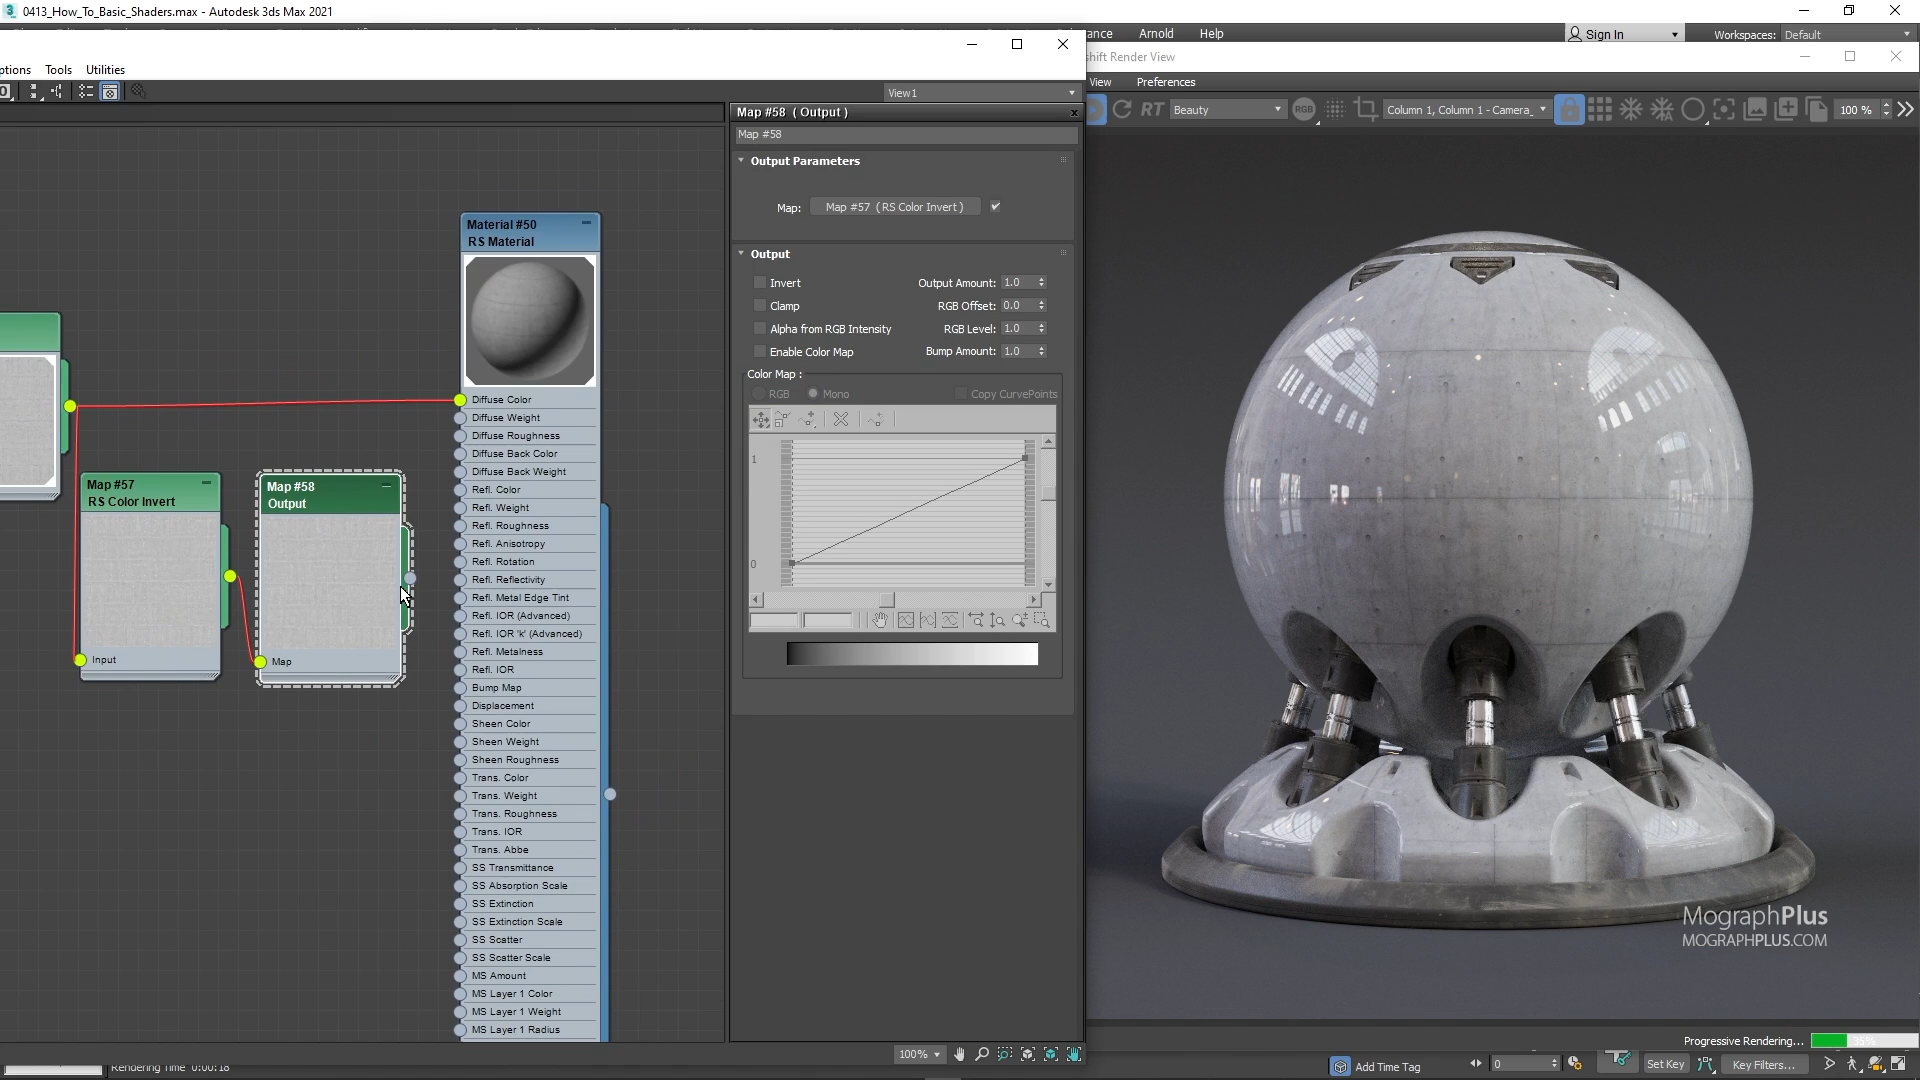 0413_How_To_Basic_Shaders.max - Autodesk 3ds Max 2021
Arnold Help
Sign In
Workspaces: Default
ptions Tools Utilities
View1
shift Render View
View Preferences
RT Beauty
RGB
Column 1, Column 1 - Camera_
100 %
Map #58 ( Output )
Map #58
Output Parameters
Map: Map #57 ( RS Color Invert )
Output
Invert
Output Amount: 1.0
Clamp
RGB Offset: 0.0
Alpha from RGB Intensity
RGB Level: 1.0
Enable Color Map
Bump Amount: 1.0
Color Map :
RGB Mono Copy CurvePoints
1
0
Material #50
RS Material
Diffuse Color
Diffuse Weight
Diffuse Roughness
Diffuse Back Color
Diffuse Back Weight
Refl. Color
Refl. Weight
Refl. Roughness
Refl. Anisotropy
Refl. Rotation
Refl. Reflectivity
Refl. Metal Edge Tint
Refl. IOR (Advanced)
Refl. IOR 'k' (Advanced)
Refl. Metalness
Refl. IOR
Bump Map
Displacement
Sheen Color
Sheen Weight
Sheen Roughness
Trans. Color
Trans. Weight
Trans. Roughness
Trans. IOR
Trans. Abbe
SS Transmittance
SS Absorption Scale
SS Extinction
SS Extinction Scale
SS Scatter
SS Scatter Scale
MS Amount
MS Layer 1 Color
MS Layer 1 Weight
MS Layer 1 Radius
Map #57
RS Color Invert
Input
Map #58
Output
Map
MographPlus
MOGRAPHPLUS.COM
Progressive Rendering...
35%
100%
Rendering Time 0:00:18
Add Time Tag
0
Set Key
Key Filters...